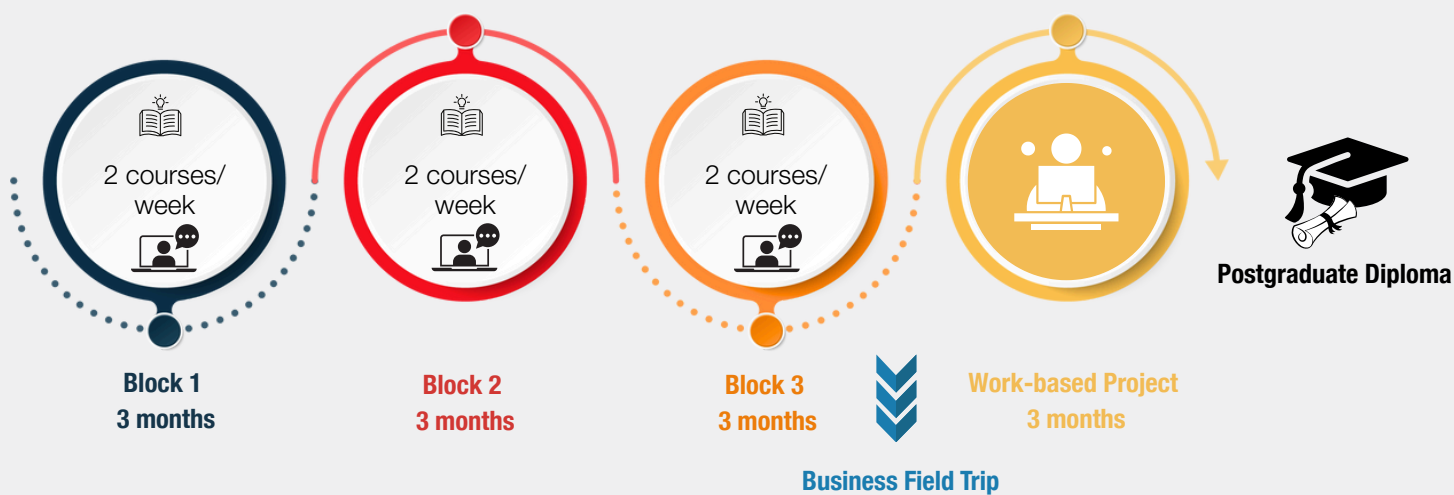 2 courses/
week
2 courses/
week
2 courses/
week
Postgraduate Diploma
Block 1
3 months
Block 2
3 months
Block 3
3 months
Work-based Project
3 months
Business Field Trip